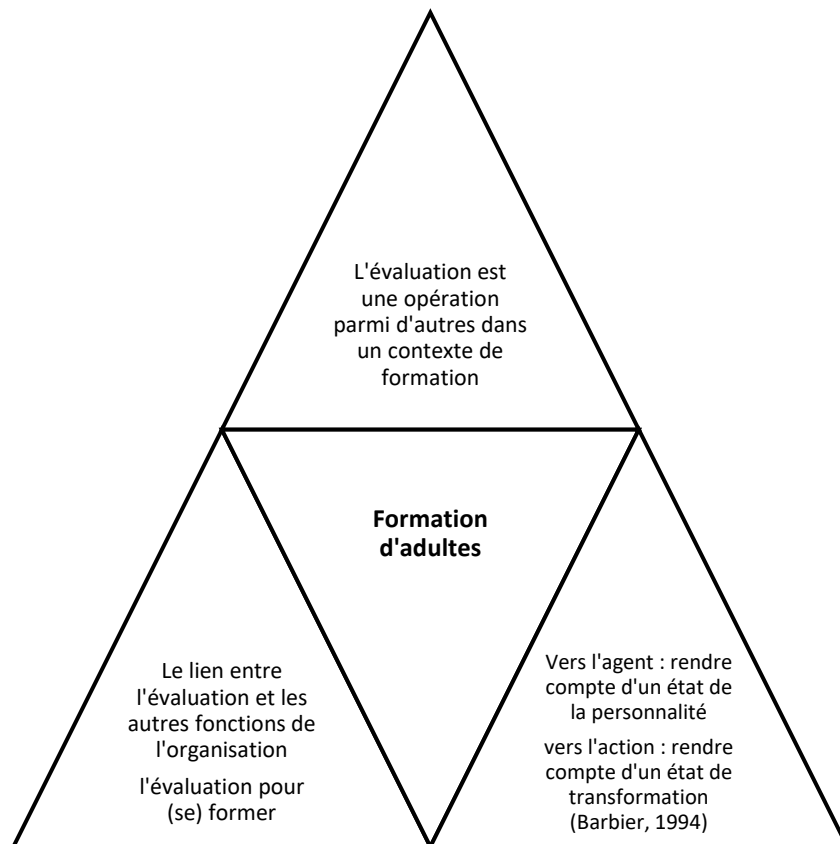 L'évaluation est
une opération
parmi d'autres dans
un contexte de
formation
Formation
d'adultes
Le lien entre
l'évaluation et les
autres fonctions de
l'organisation
l'évaluation pour
(se) former
Vers l'agent : rendre
compte d'un état de
la personnalité
vers l'action : rendre
compte d'un état de
transformation
(Barbier, 1994)